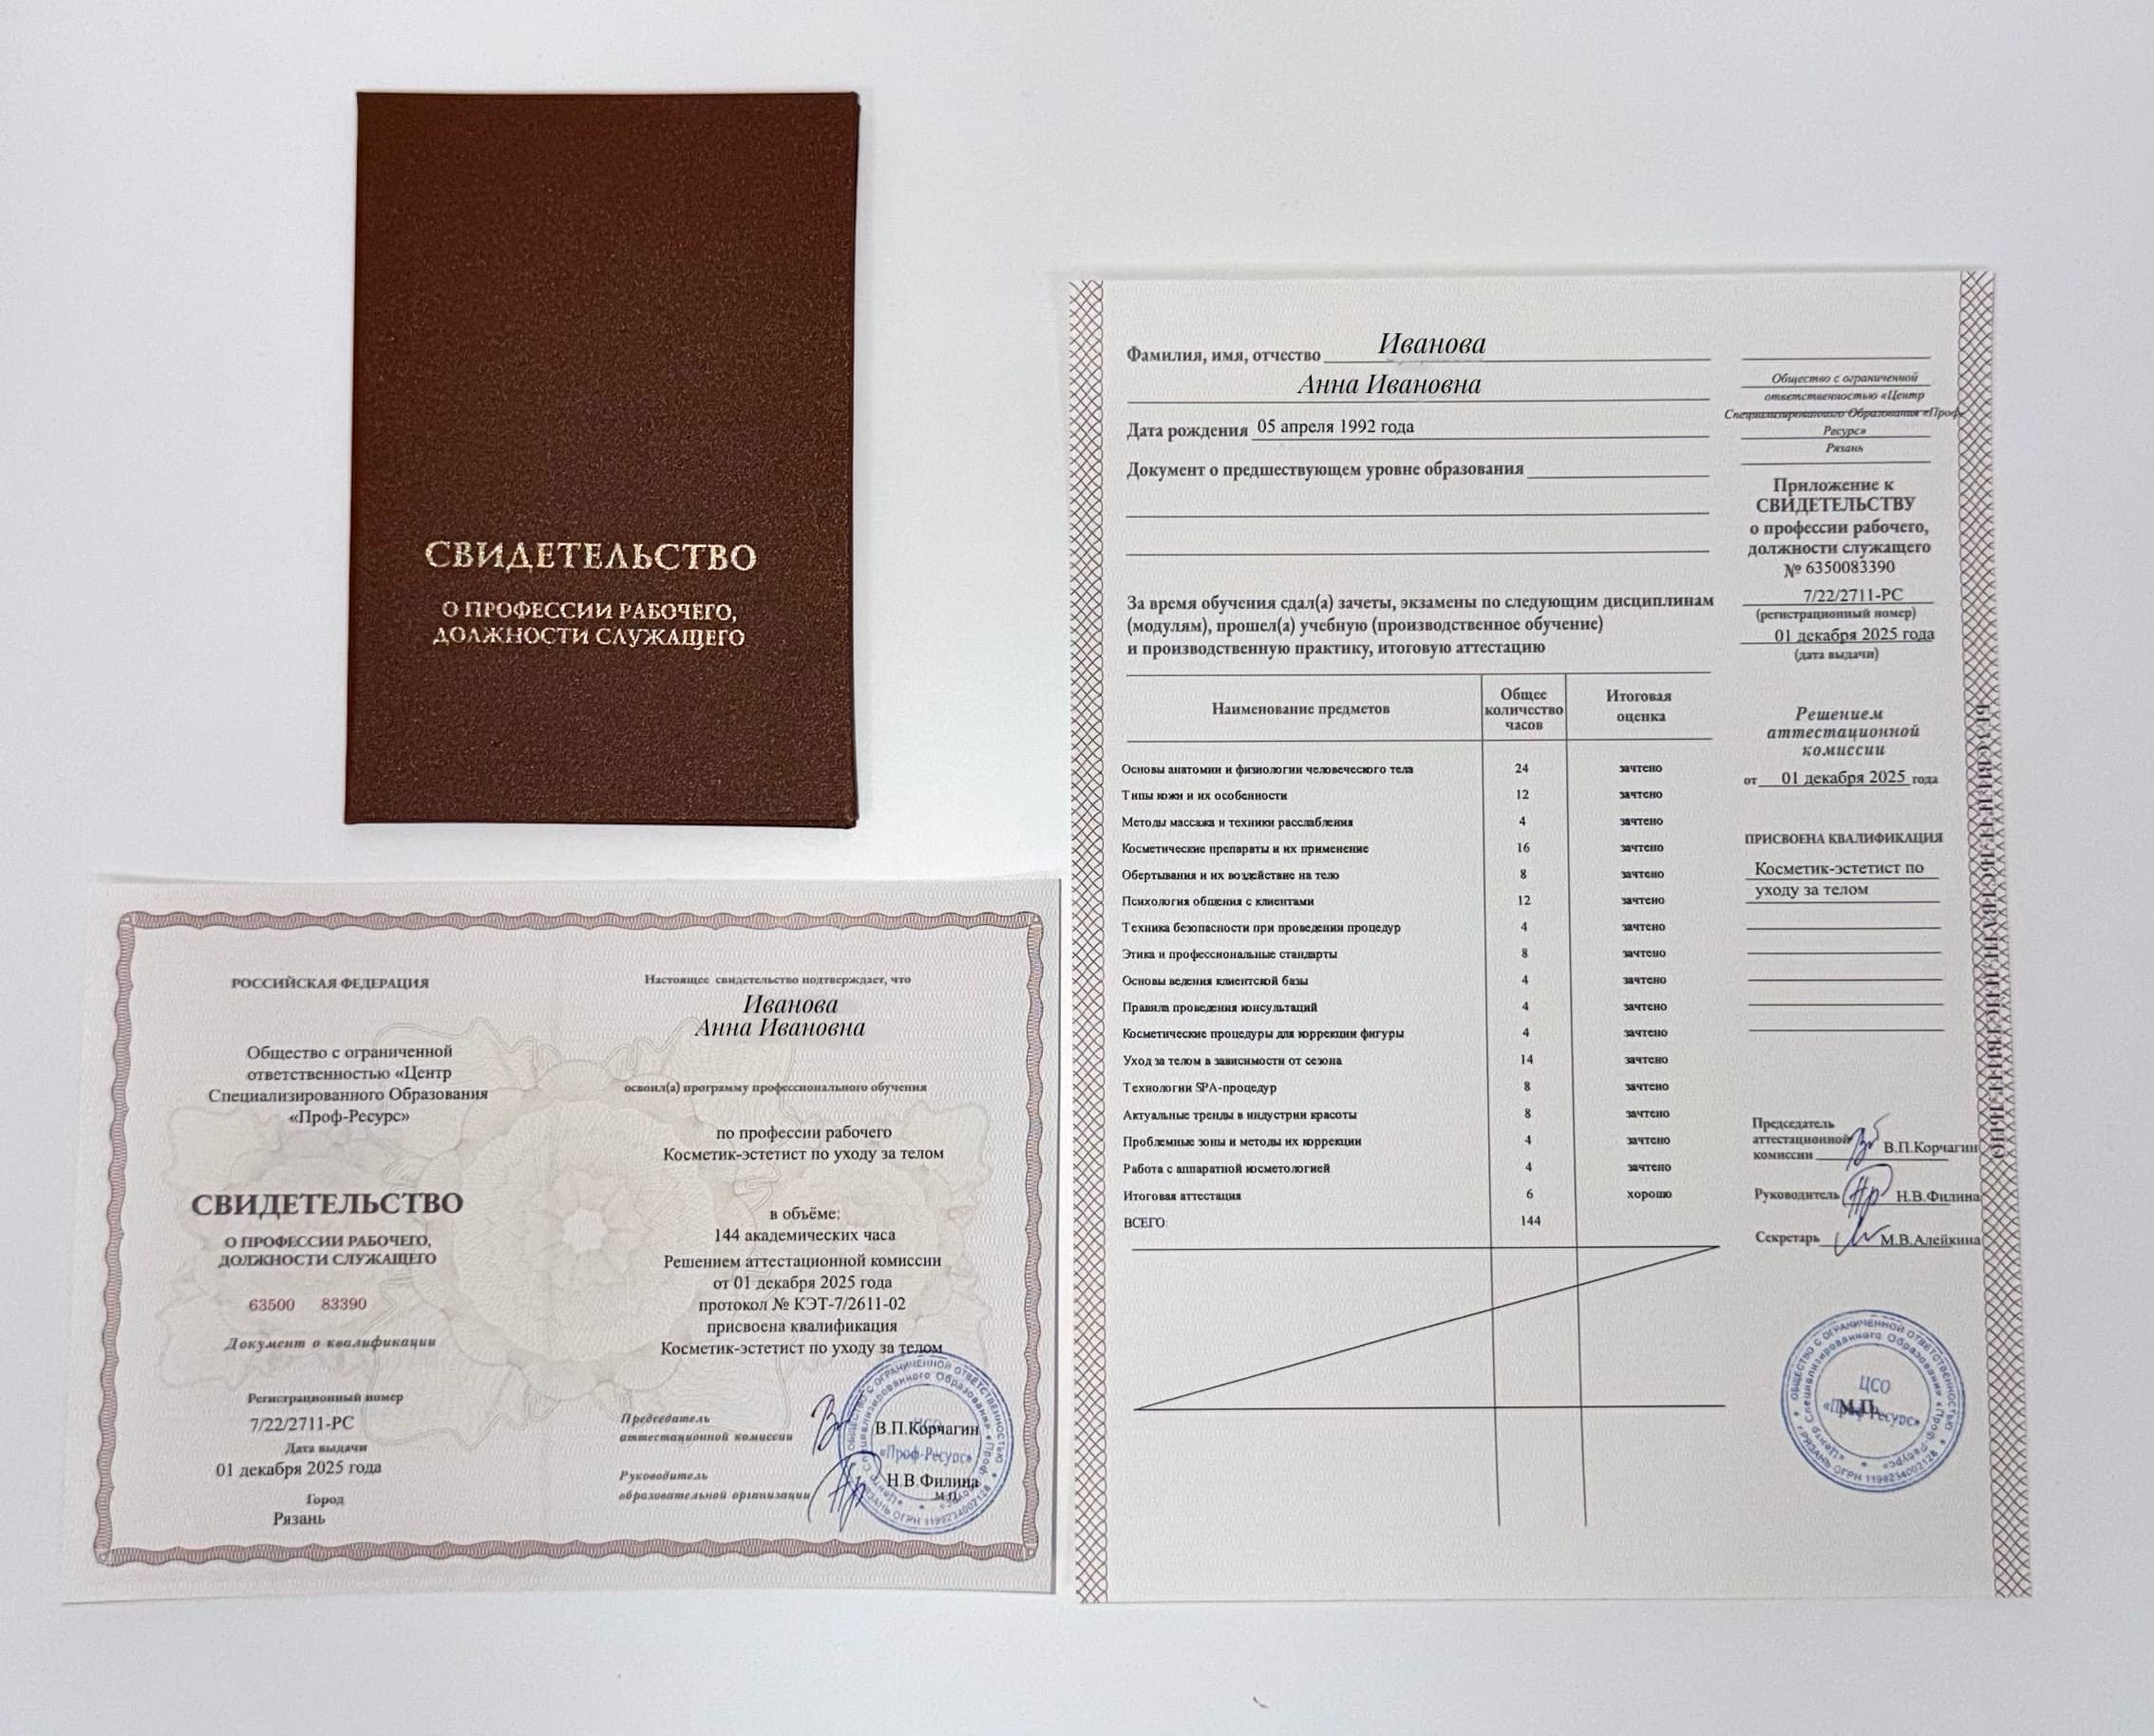 СВИДЕТЕЛЬСТВО
О ПРОФЕССИИ РАБОЧЕГО,
ДОЛЖНОСТИ СЛУЖАЩЕГО
РОССИЙСКАЯ ФЕДЕРАЦИЯ
Общество с ограниченной
ответственностью «Центр
Специализированного Образования
«Проф-Ресурс»
СВИДЕТЕЛЬСТВО
О ПРОФЕССИИ РАБОЧЕГО,
ДОЛЖНОСТИ СЛУЖАЩЕГО
63500 83390
Документ о квалификации
Регистрационный номер
7/22/2711-РС
Дата выдачи
01 декабря 2025 года
Город
Рязань
Настоящее свидетельство подтверждает, что
Иванова
Анна Ивановна
освоил(а) программу профессионального обучения
по профессии рабочего
Косметик-эстетист по уходу за телом
в объёме:
144 академических часа
Решением аттестационной комиссии
от 01 декабря 2025 года
протокол № КЭТ-7/2611-02
присвоена квалификация
Косметик-эстетист по уходу за телом
Председатель
аттестационной комиссии
В.П.Корчагин
Руководитель
образовательной организации
Н.В.Филина
М.П.
«Проф-Ресурс»
Фамилия, имя, отчество Иванова
Анна Ивановна
Дата рождения 05 апреля 1992 года
Документ о предшествующем уровне образования
За время обучения сдал(а) зачеты, экзамены по следующим дисциплинам
(модулям), прошел(а) учебную (производственное обучение)
и производственную практику, итоговую аттестацию
Наименование предметов Общее количество часов Итоговая оценка
Основы анатомии и физиологии человеческого тела 24 зачтено
Типы кожи и их особенности 12 зачтено
Методы массажа и техники расслабления 4 зачтено
Косметические препараты и их применение 16 зачтено
Обертывания и их воздействие на тело 8 зачтено
Психология общения с клиентами 12 зачтено
Техника безопасности при проведении процедур 4 зачтено
Этика и профессиональные стандарты 8 зачтено
Основы ведения клиентской базы 4 зачтено
Правила проведения консультаций 4 зачтено
Косметические процедуры для коррекции фигуры 4 зачтено
Уход за телом в зависимости от сезона 14 зачтено
Технологии SPA-процедур 8 зачтено
Актуальные тренды в индустрии красоты 8 зачтено
Проблемные зоны и методы их коррекции 4 зачтено
Работа с аппаратной косметологией 4 зачтено
Итоговая аттестация 6 хорошо
ВСЕГО 144
Общество с ограниченной
ответственностью «Центр
Специализированного Образования «Проф-
Ресурс»
Рязань
Приложение к
СВИДЕТЕЛЬСТВУ
о профессии рабочего,
должности служащего
№ 6350083390
7/22/2711-РС
(регистрационный номер)
01 декабря 2025 года
(дата выдачи)
Решением
аттестационной
комиссии
от 01 декабря 2025 года
ПРИСВОЕНА КВАЛИФИКАЦИЯ
Косметик-эстетист по
уходу за телом
Председатель
аттестационной
комиссии В.П.Корчагин
Руководитель Н.В.Филина
Секретарь М.В.Алейкина
ЦСО
«Проф-Ресурс»
М.П.